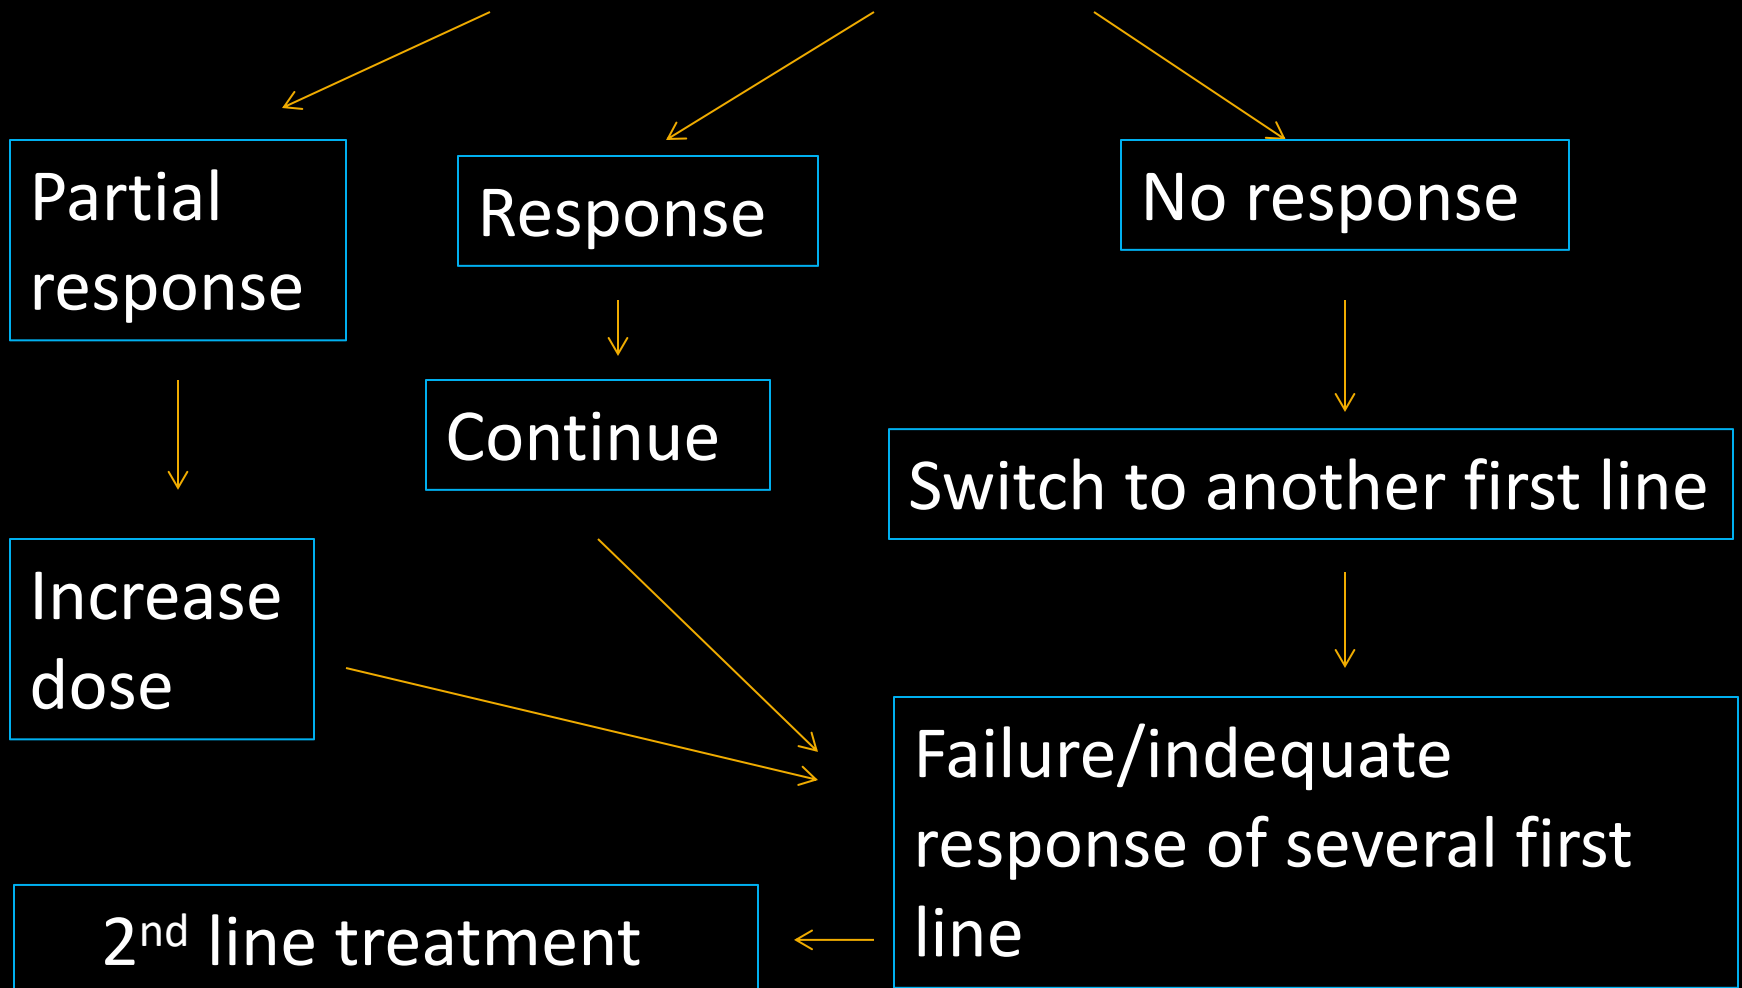 Partial
response
Response
No response
Continue
Switch to another first line
Increase
dose
Failure/indequate
response of several first
line
2nd line treatment